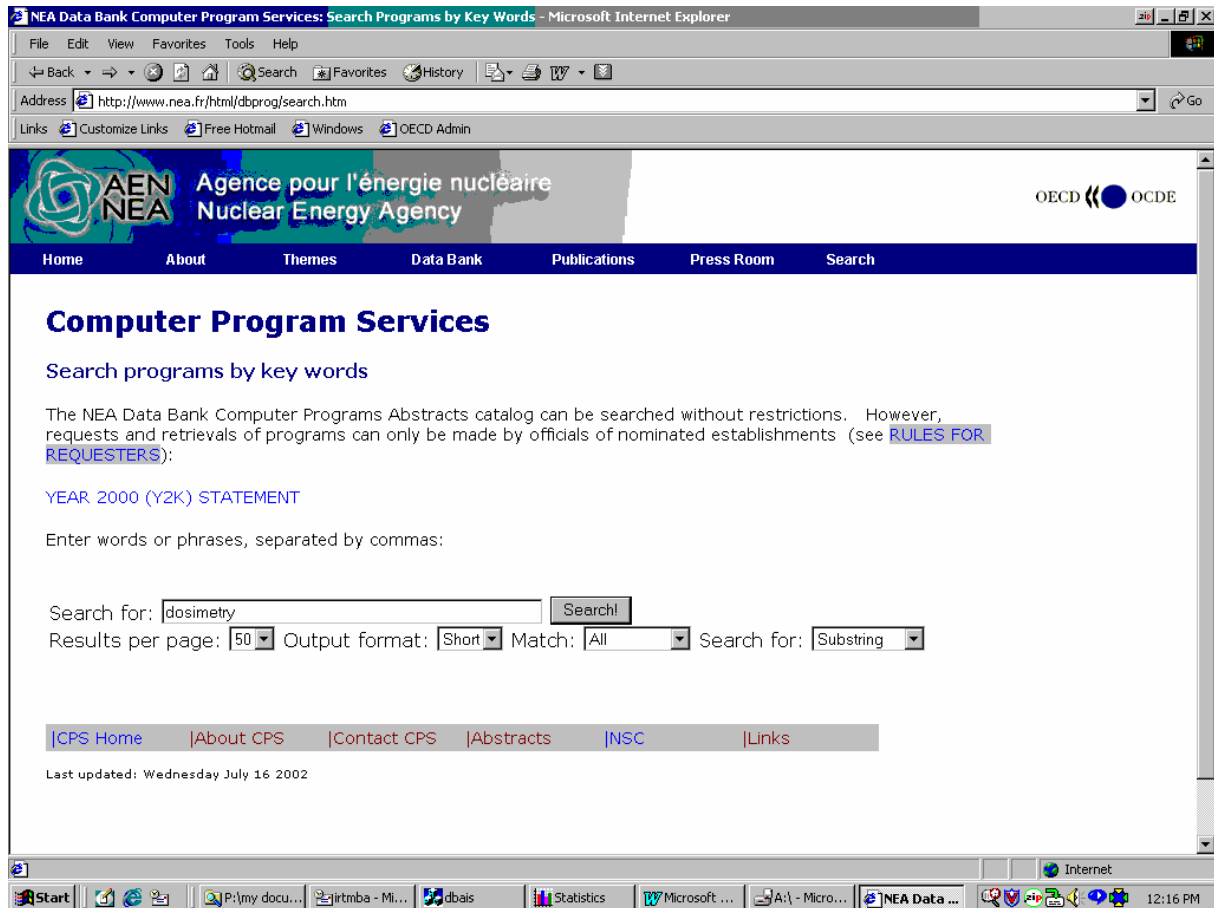 NEA Data Bank Computer Program Services: Search Programs by Key Words - Microsoft Internet Explorer
File Edit View Favorites Tools Help
Back Search Favorites History
Address http://www.nea.fr/html/dbprog/search.htm Go
Links Customize Links Free Hotmail Windows OECD Admin
AEN NEA
Agence pour l'énergie nucléaire
Nuclear Energy Agency
OECD OCDE
Home About Themes Data Bank Publications Press Room Search
Computer Program Services
Search programs by key words
The NEA Data Bank Computer Programs Abstracts catalog can be searched without restrictions. However,
requests and retrievals of programs can only be made by officials of nominated establishments (see RULES FOR
REQUESTERS):
YEAR 2000 (Y2K) STATEMENT
Enter words or phrases, separated by commas:
Search for: dosimetry Search!
Results per page: 50 Output format: Short Match: All Search for: Substring
|CPS Home |About CPS |Contact CPS |Abstracts |NSC |Links
Last updated: Wednesday July 16 2002
Internet
Start P:\my docu... irtmba - Mi... dbais Statistics Microsoft ... A:\ - Micro... NEA Data ... 12:16 PM